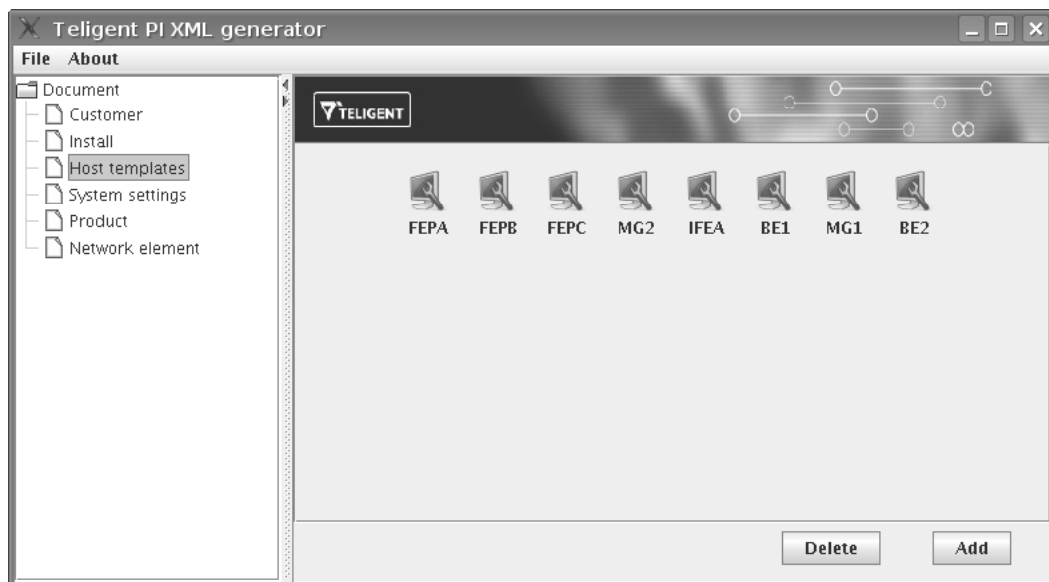 Teligent PI XML generator
File About
Document
Customer
Install
Host templates
System settings
Product
Network element
TELIGENT
FEPA FEPB FEPC MG2 IFEA BE1 MG1 BE2
Delete Add